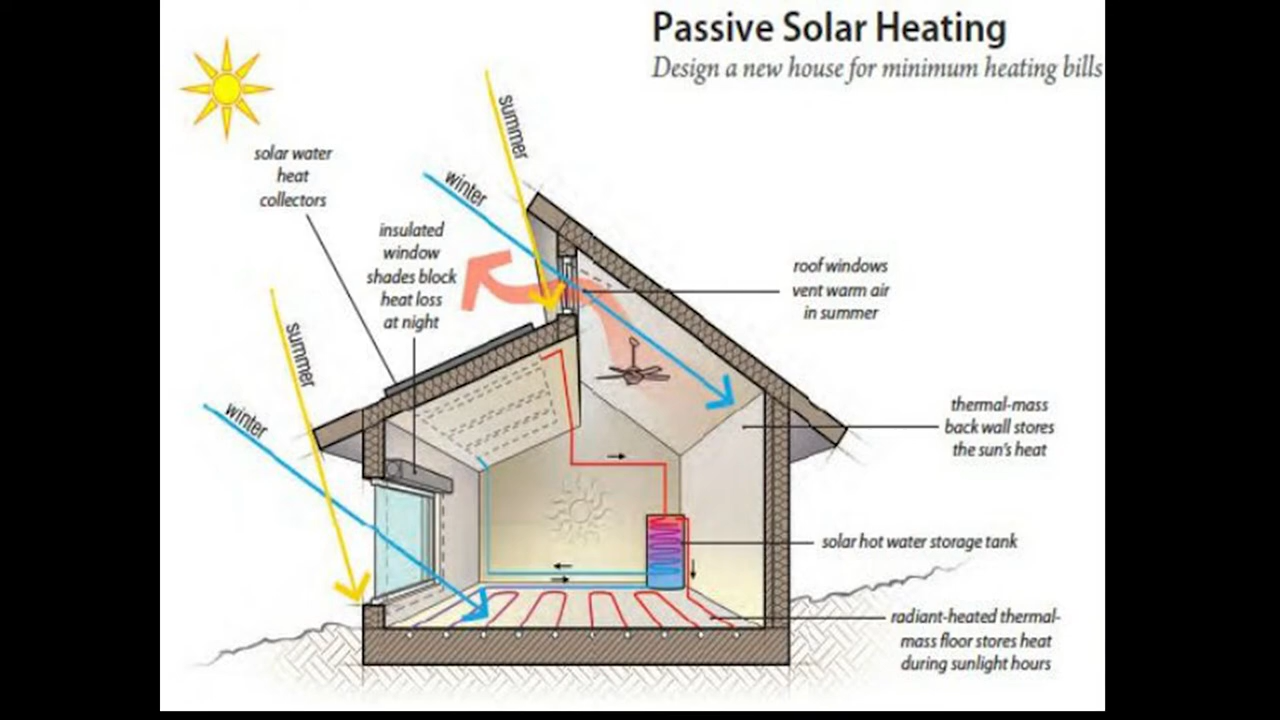 Passive Solar Heating
Design a new house for minimum heating bills
summer
solar water
heat
collectors
winter
insulated
window
shades block
heat loss
at night
roof windows
vent warm air
in summer
summer
winter
thermal-mass
back wall stores
the sun's heat
solar hot water storage tank
radiant-heated thermal-
mass floor stores heat
during sunlight hours